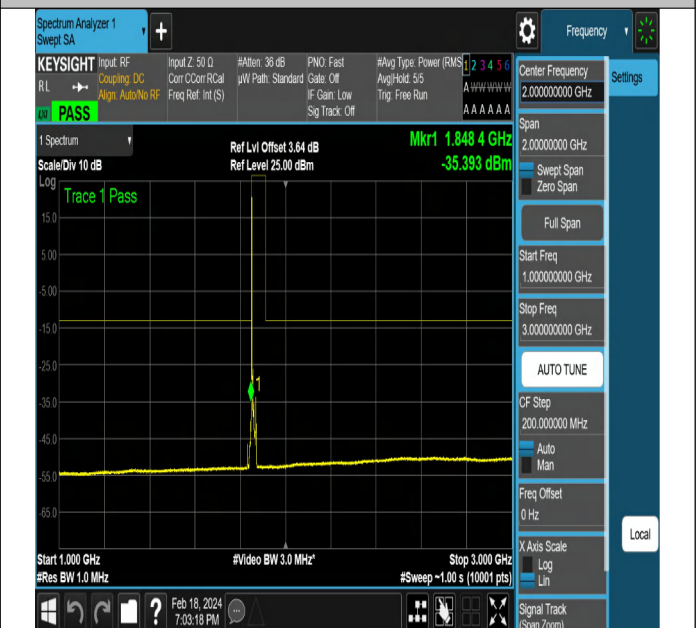 Spectrum Analyzer 1
Swept SA
Frequency
KEYSIGHT
RL
PASS
Input: RF
Coupling: DC
Align: Auto/No RF
Input Z: 50 Ω
Corr CCorr RCal
Freq Ref: Int (S)
#Atten: 36 dB
µW Path: Standard
PNO: Fast
Gate: Off
IF Gain: Low
Sig Track: Off
#Avg Type: Power (RMS
Avg|Hold: 5/5
Trig: Free Run
1 2 3 4 5 6
A W W W W W
A A A A A A
1 Spectrum
Scale/Div 10 dB
Log
Ref Lvl Offset 3.64 dB
Ref Level 25.00 dBm
Mkr1 1.848 4 GHz
-35.393 dBm
Trace 1 Pass
15.0
5.00
-5.00
-15.0
-25.0
-35.0
-45.0
-55.0
-65.0
1
Start 1.000 GHz
#Res BW 1.0 MHz
#Video BW 3.0 MHz*
Stop 3.000 GHz
#Sweep ~1.00 s (10001 pts)
Feb 18, 2024
7:03:18 PM
Center Frequency
2.000000000 GHz
Settings
Span
2.00000000 GHz
Swept Span
Zero Span
Full Span
Start Freq
1.000000000 GHz
Stop Freq
3.000000000 GHz
AUTO TUNE
CF Step
200.000000 MHz
Auto
Man
Freq Offset
0 Hz
Local
X Axis Scale
Log
Lin
Signal Track
(Span Zoom)